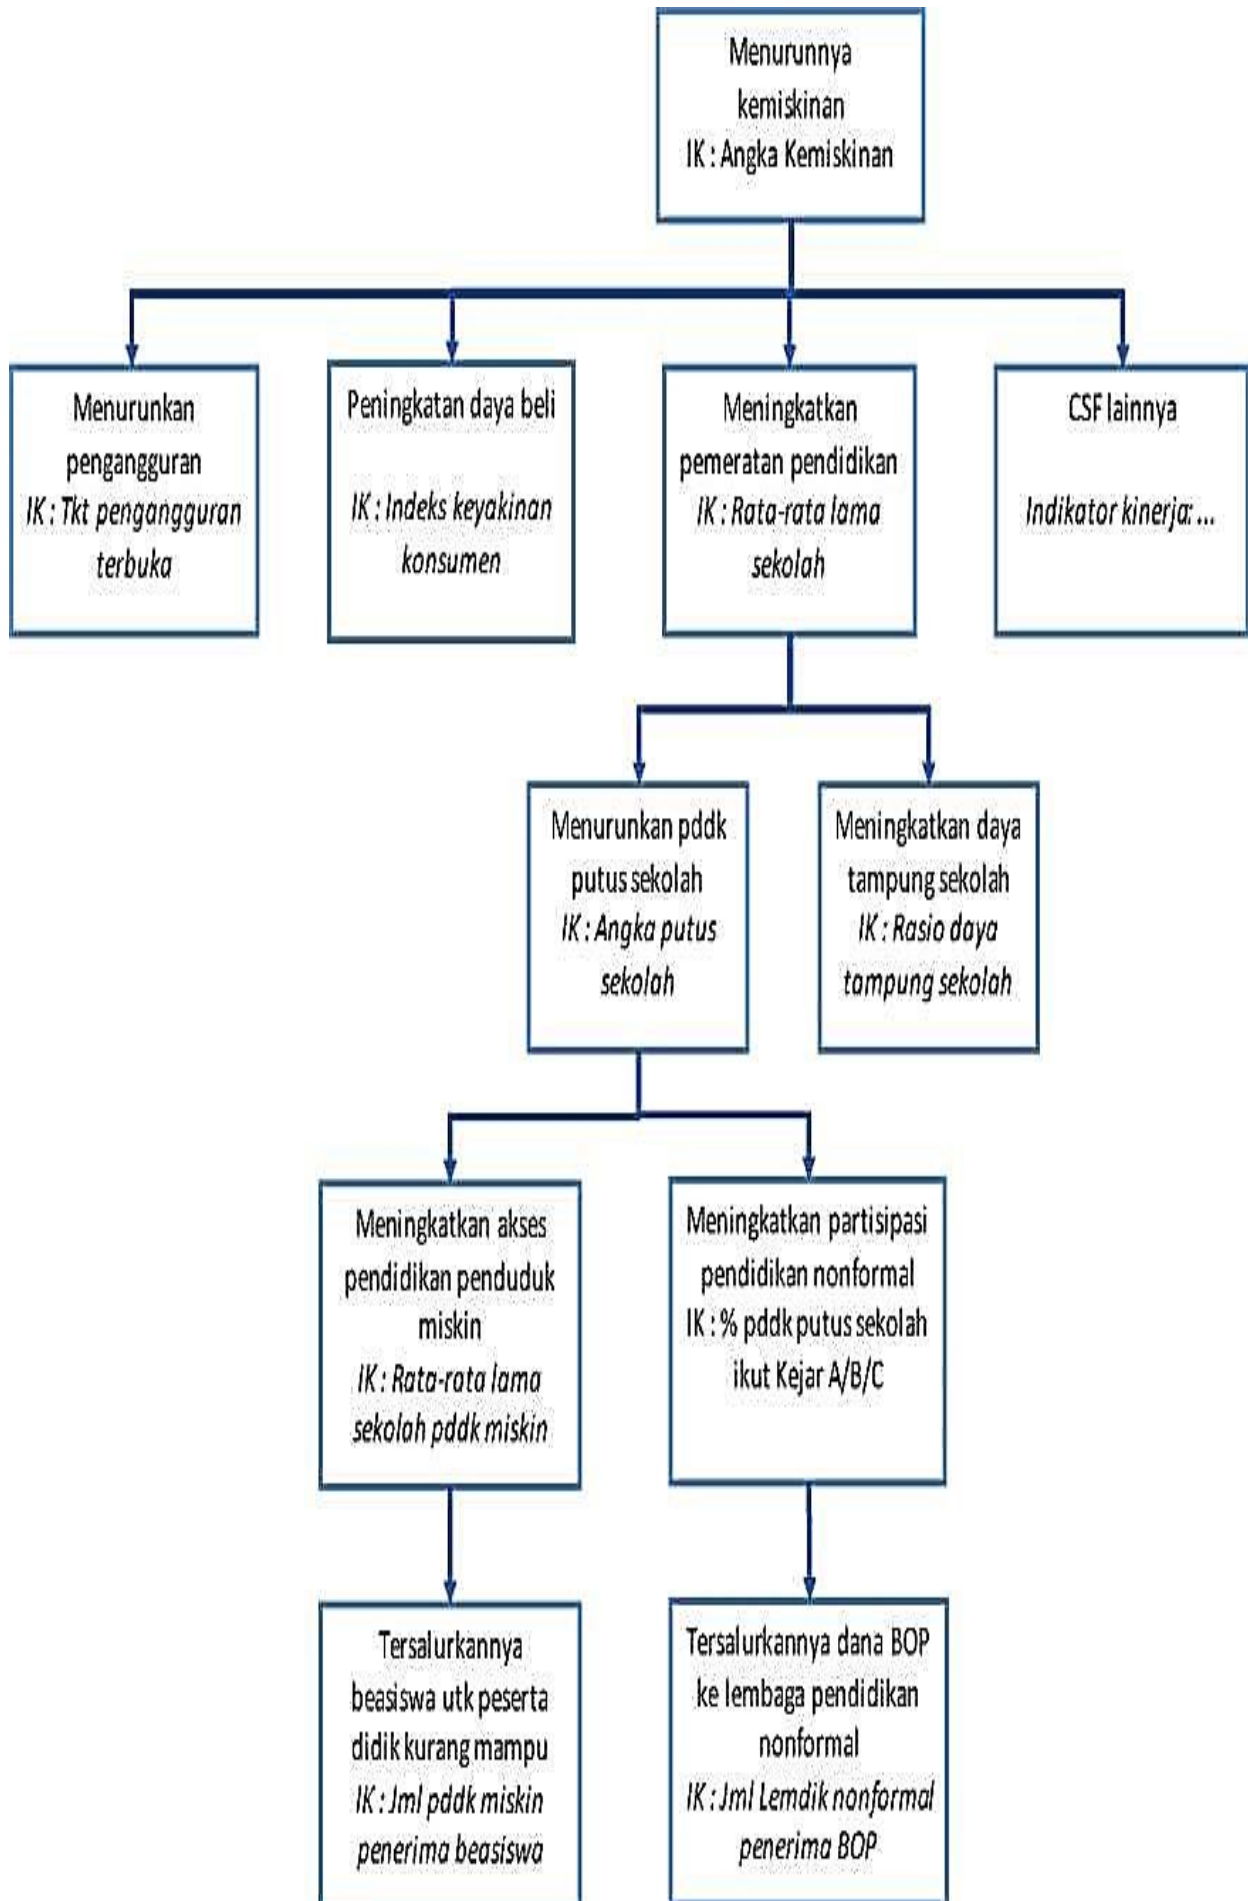 Menurunnya
kemiskinan
IK : Angka Kemiskinan
Menurunkan
pengangguran
IK : Tkt pengangguran
terbuka
Peningkatan daya beli
IK : Indeks keyakinan
konsumen
Meningkatkan
pemeratan pendidikan
IK : Rata-rata lama
sekolah
CSF lainnya
Indikator kinerja: ...
Menurunkan pddk
putus sekolah
IK : Angka putus
sekolah
Meningkatkan daya
tampung sekolah
IK : Rasio daya
tampung sekolah
Meningkatkan akses
pendidikan penduduk
miskin
IK : Rata-rata lama
sekolah pddk miskin
Meningkatkan partisipasi
pendidikan nonformal
IK : % pddk putus sekolah
ikut Kejar A/B/C
Tersalurkannya
beasiswa utk peserta
didik kurang mampu
IK : Jml pddk miskin
penerima beasiswa
Tersalurkannya dana BOP
ke lembaga pendidikan
nonformal
IK : Jml Lemdik nonformal
penerima BOP